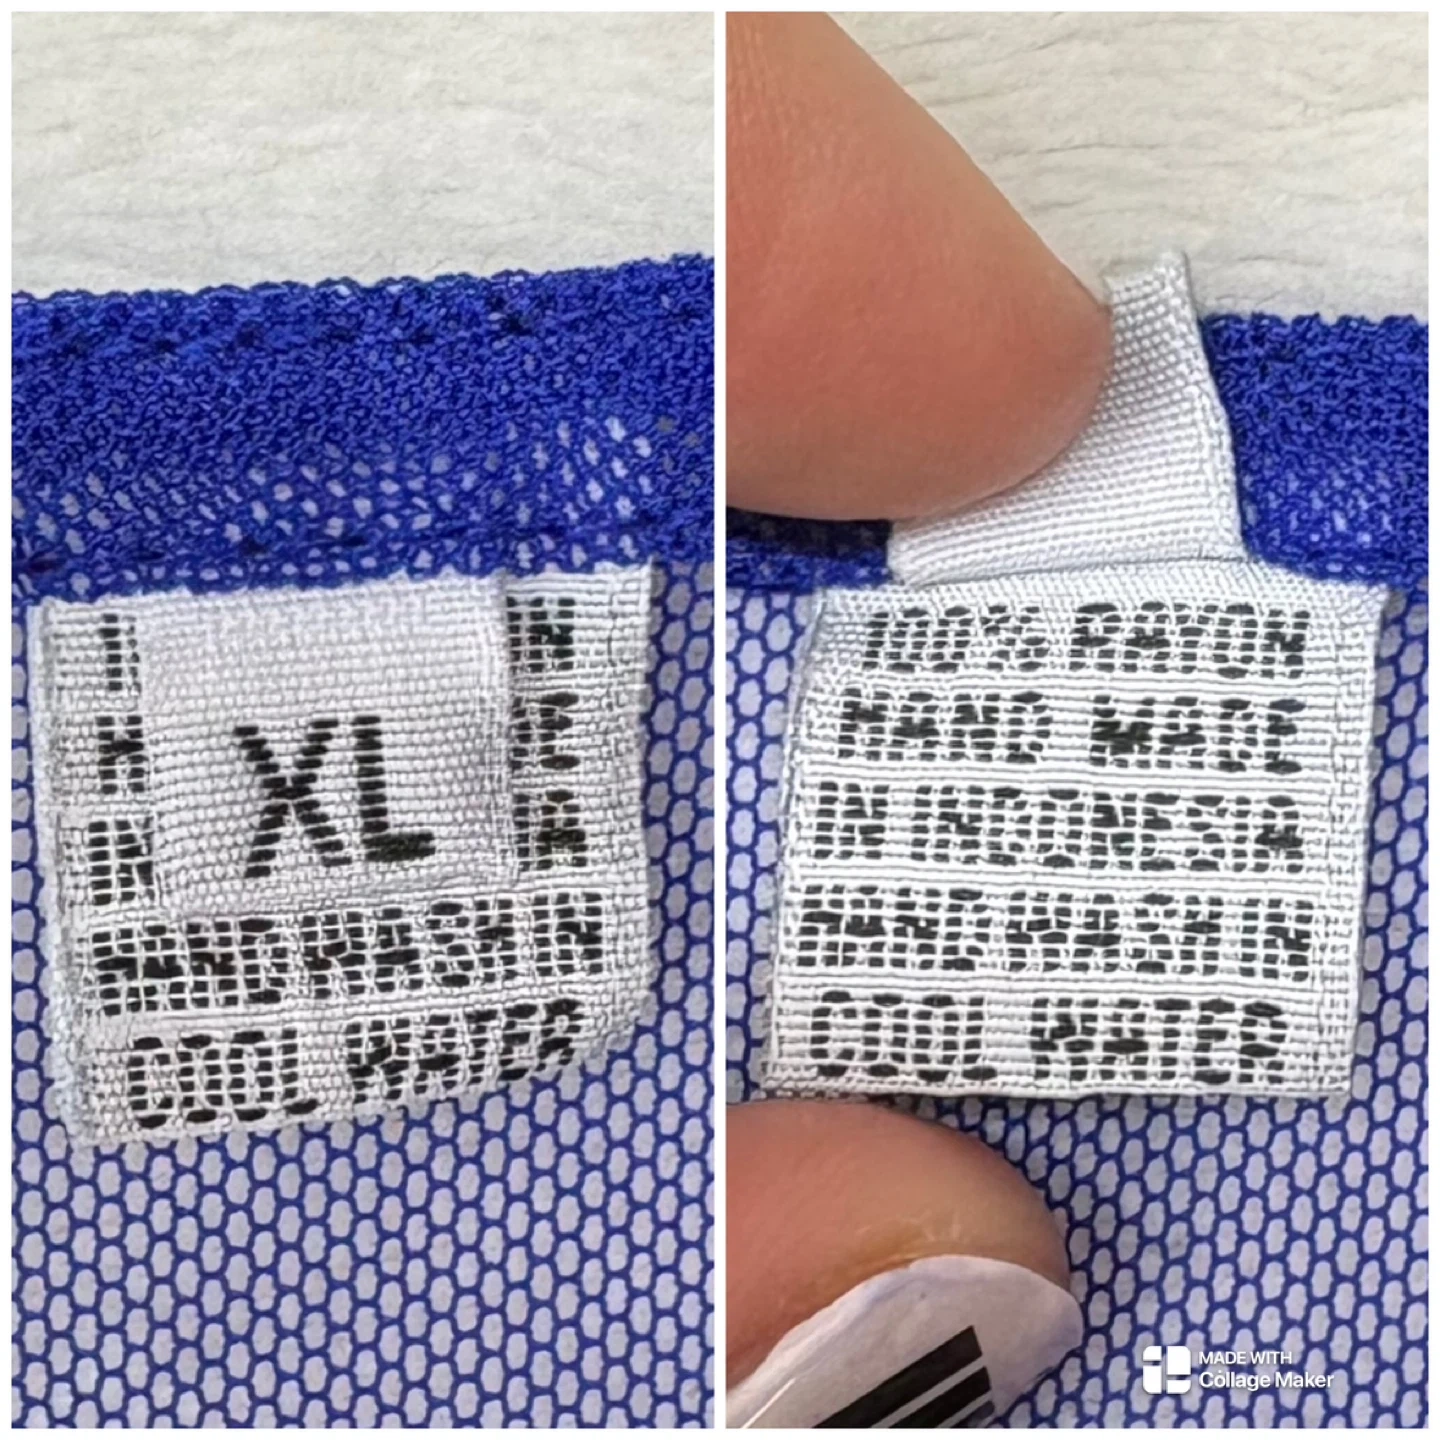 XL
HAND WASH IN
COOL WATER
100% RAYON
HAND MADE
IN INDONESIA
HAND WASH IN
COOL WATER
MADE WITH
Collage Maker